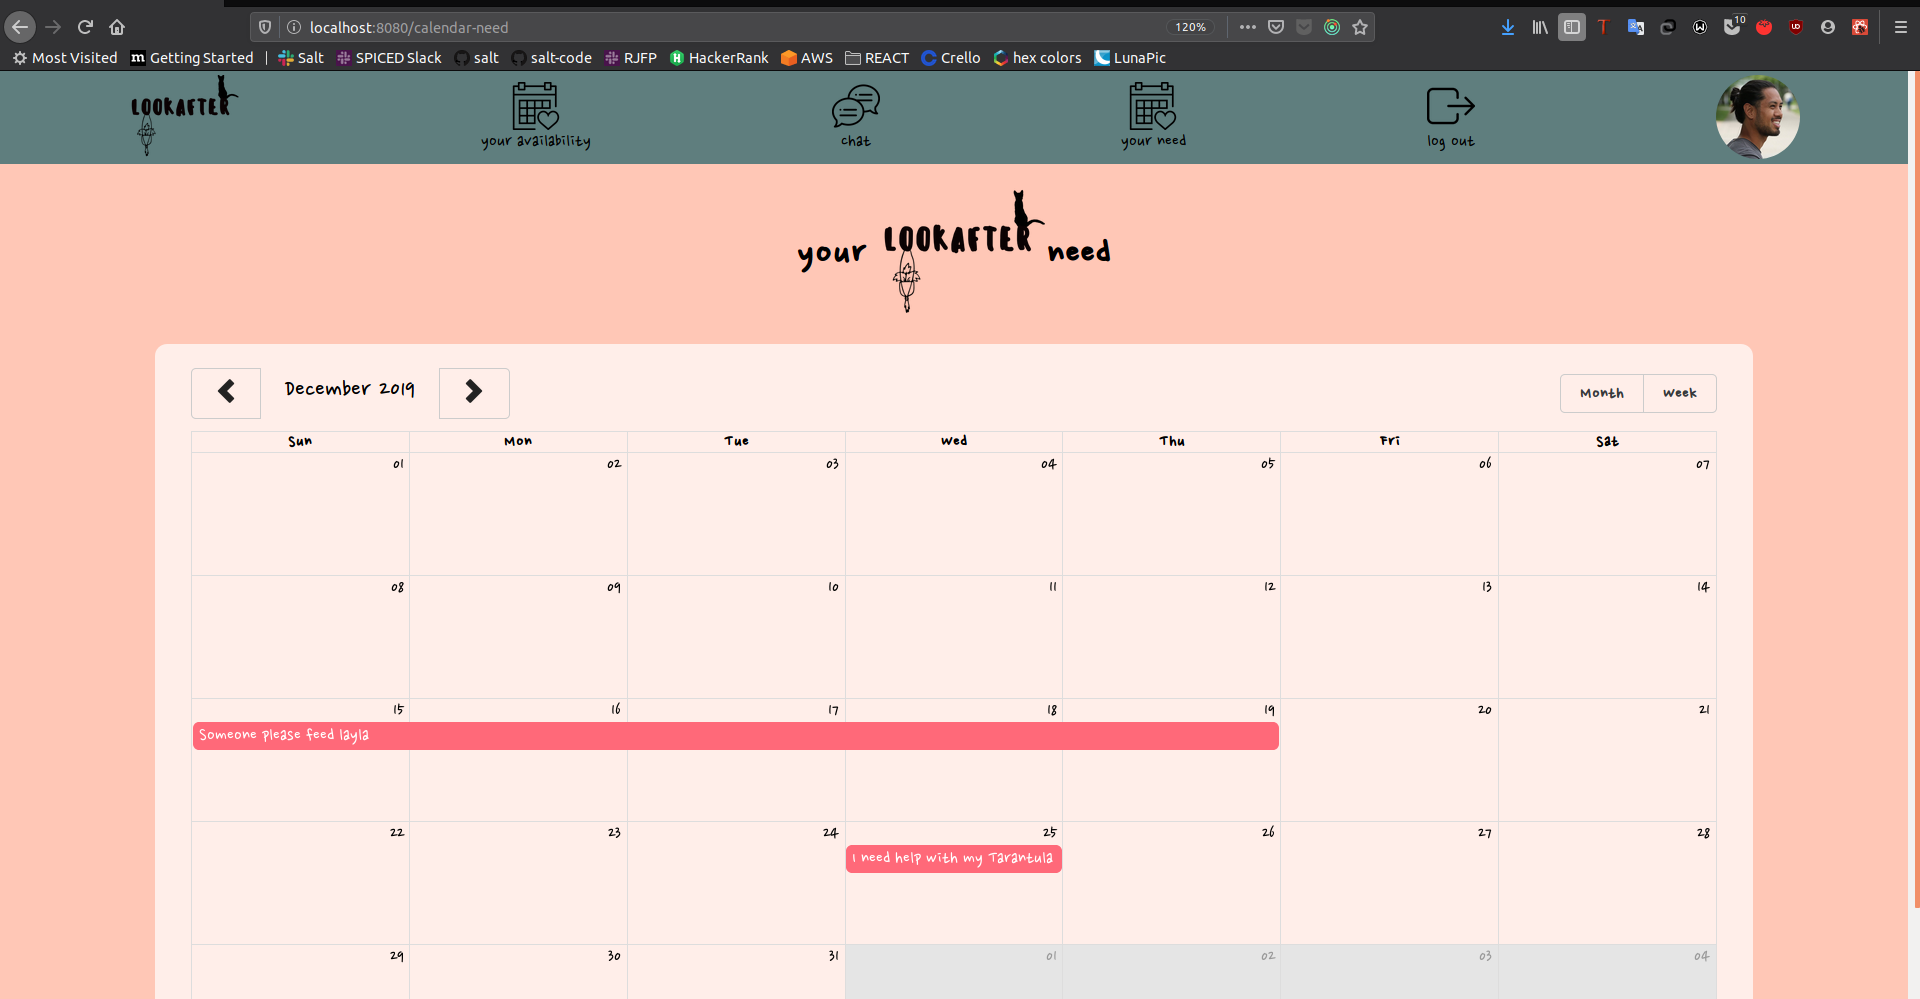 localhost:8080/calendar-need
120%
10
Most Visited
Getting Started
Salt
SPICED Slack
salt
salt-code
RJFP
HackerRank
AWS
REACT
Crello
hex colors
LunaPic
LOOKAFTER
your availability
chat
your need
log out
your LOOKAFTER need
December 2019
Month
Week
Sun Mon Tue Wed Thu Fri Sat
01 02 03 04 05 06 07
08 09 10 11 12 13 14
15 16 17 18 19 20 21
Someone please feed layla
22 23 24 25 26 27 28
I need help with my Tarantula
29 30 31 01 02 03 04